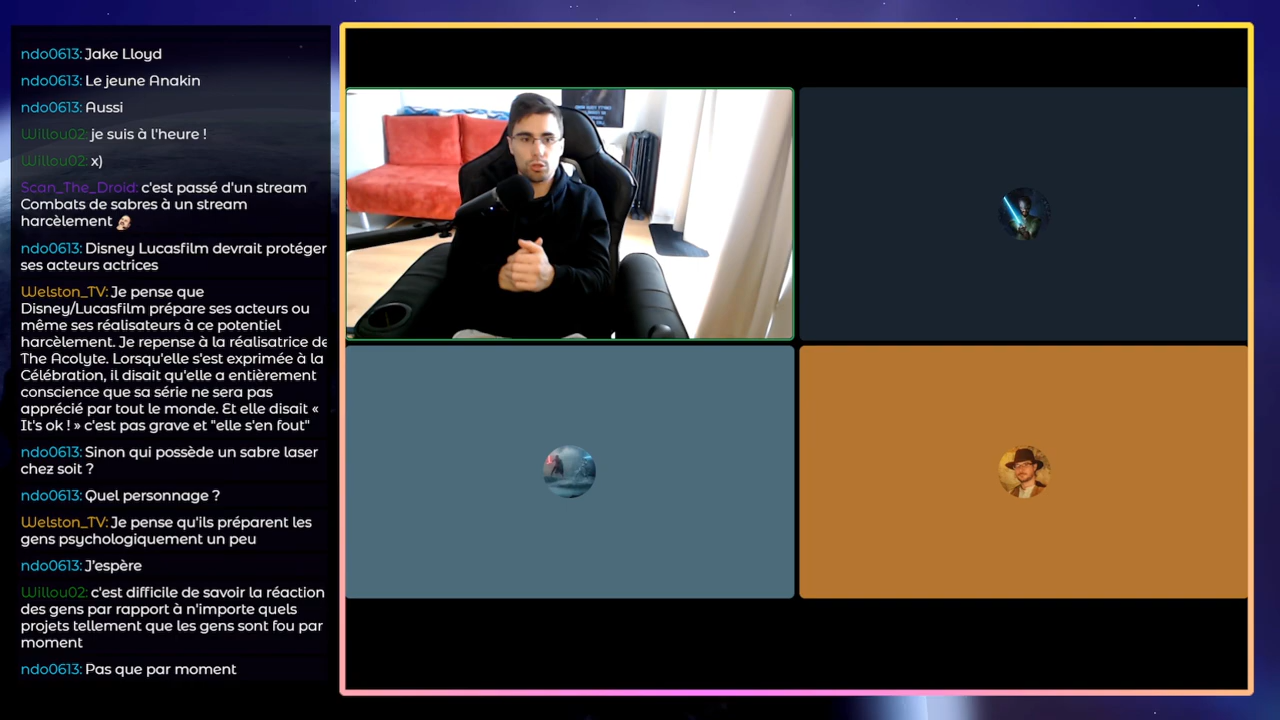 ndo0613: Jake Lloyd
ndo0613: Le jeune Anakin
ndo0613: Aussi
Willou02: je suis à l'heure !
Willou02: x)
Scan_The_Droid: c'est passé d'un stream
Combats de sabres à un stream
harcèlement
ndo0613: Disney Lucasfilm devrait protéger
ses acteurs actrices
Welston_TV: Je pense que
Disney/Lucasfilm prépare ses acteurs ou
même ses réalisateurs à ce potentiel
harcèlement. Je repense à la réalisatrice de
The Acolyte. Lorsqu'elle s'est exprimée à la
Célébration, il disait qu'elle a entièrement
conscience que sa série ne sera pas
apprécié par tout le monde. Et elle disait «
It's ok ! » c'est pas grave et "elle s'en fout"
ndo0613: Sinon qui possède un sabre laser
chez soit ?
ndo0613: Quel personnage ?
Welston_TV: Je pense qu'ils préparent les
gens psychologiquement un peu
ndo0613: J'espère
Willou02: c'est difficile de savoir la réaction
des gens par rapport à n'importe quels
projets tellement que les gens sont fou par
moment
ndo0613: Pas que par moment